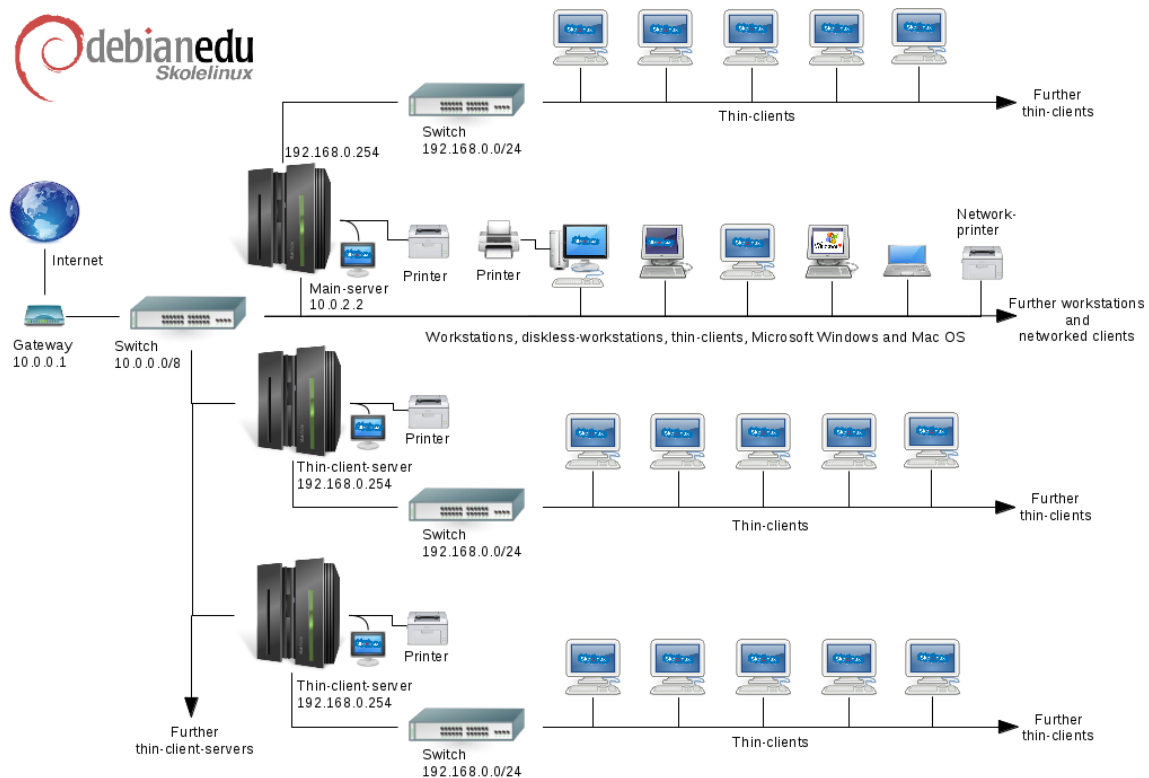 debianedu
Skolelinux
Further
thin-clients
Thin-clients
Switch
192.168.0.0/24
192.168.0.254
Network-
printer
Internet
Printer
Printer
Main-server
10.0.2.2
Windows
Further workstations
and
networked clients
Workstations, diskless-workstations, thin-clients, Microsoft Windows and Mac OS
Gateway
10.0.0.1
Switch
10.0.0.0/8
Printer
Thin-client-server
192.168.0.254
Further
thin-clients
Thin-clients
Switch
192.168.0.0/24
Printer
Thin-client-server
192.168.0.254
Further
thin-client-servers
Further
thin-clients
Thin-clients
Switch
192.168.0.0/24